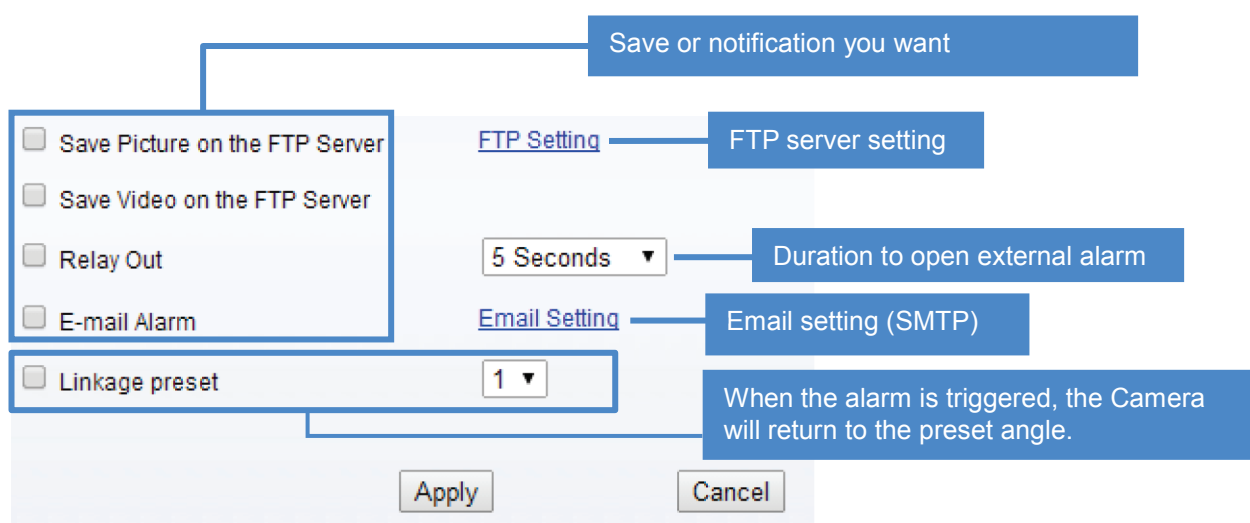 Save or notification you want
Save Picture on the FTP Server
FTP Setting
FTP server setting
Save Video on the FTP Server
Relay Out
5 Seconds
Duration to open external alarm
E-mail Alarm
Email Setting
Email setting (SMTP)
Linkage preset
1
When the alarm is triggered, the Camera
will return to the preset angle.
Apply
Cancel